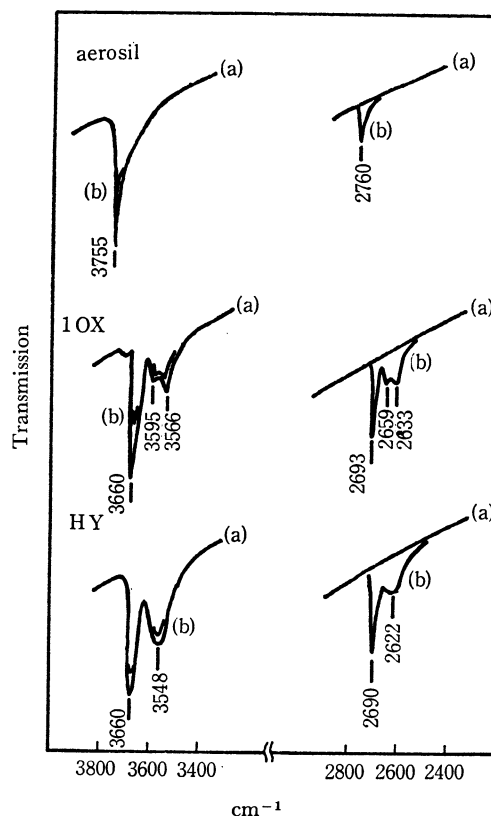 aerosil
(a)
(a)
(b)
(b)
2760
3755
10X
(a)
(a)
(b)
(b)
3595
3566
2659
2633
2693
3660
HY
(a)
(a)
(b)
(b)
3548
2622
3660
2690
Transmission
3800 3600 3400 2800 2600 2400
cm⁻¹